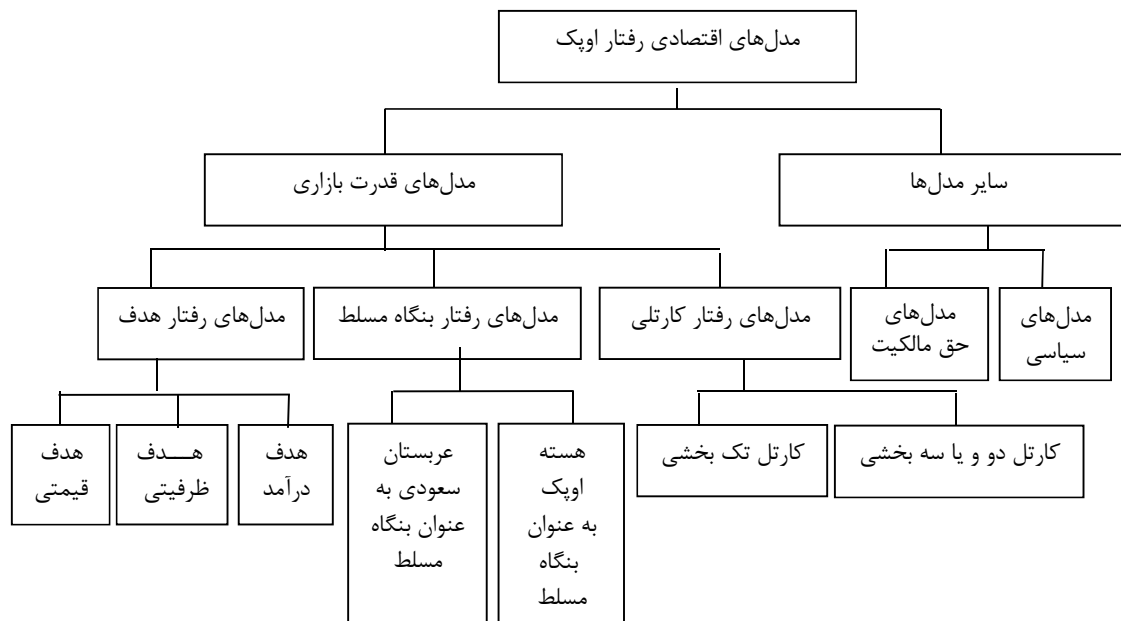 مدل‌های اقتصادی رفتار اوپک
سایر مدل‌ها
مدل‌های قدرت بازاری
مدل‌های
سیاسی
مدل‌های
حق مالکیت
مدل‌های رفتار کارتلی
مدل‌های رفتار بنگاه مسلط
مدل‌های رفتار هدف
کارتل دو و یا سه بخشی
کارتل تک بخشی
هسته
اوپک
به عنوان
بنگاه
مسلط
عربستان
سعودی به
عنوان بنگاه
مسلط
هدف
درآمد
هـــدف
ظرفیتی
هدف
قیمتی